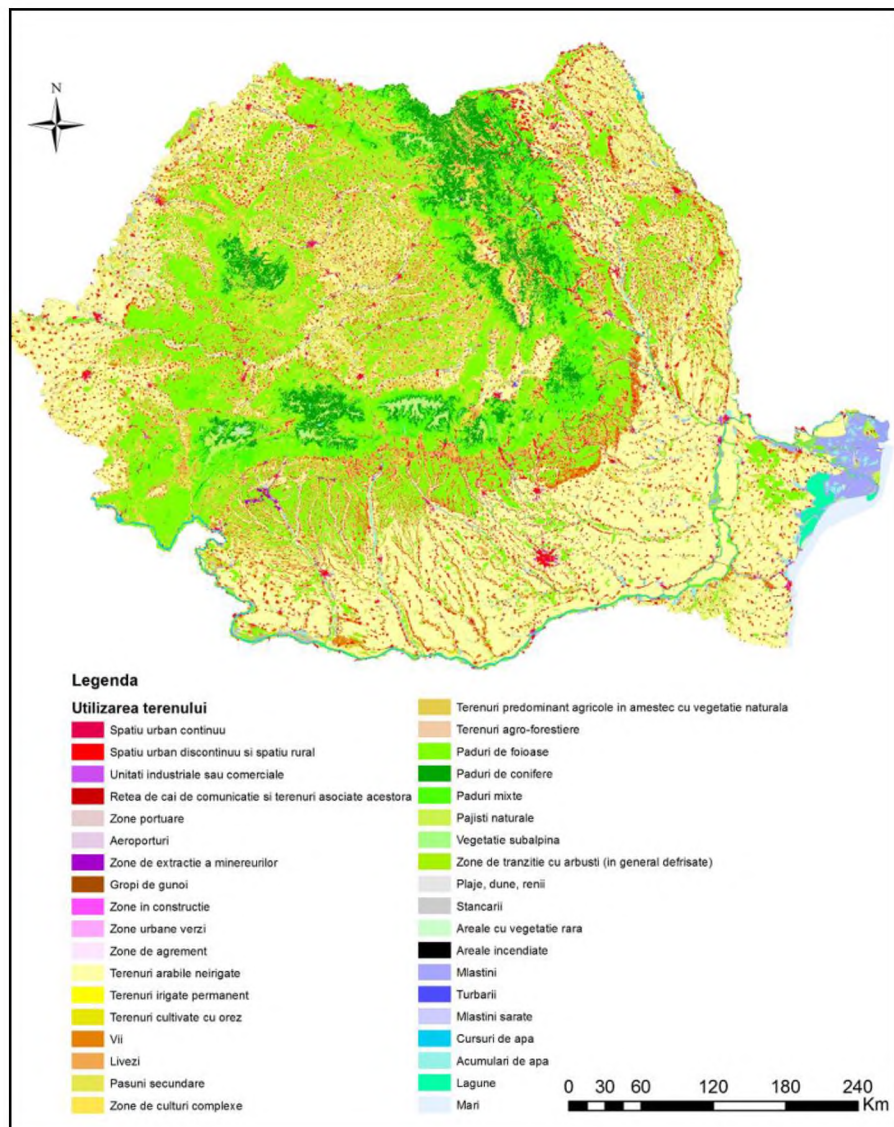 N
Legenda
Utilizarea terenului
Spatiu urban continuu
Spatiu urban discontinuu si spatiu rural
Unitati industriale sau comerciale
Retea de cai de comunicatie si terenuri asociate acestora
Zone portuare
Aeroporturi
Zone de extractie a minereurilor
Gropi de gunoi
Zone in constructie
Zone urbane verzi
Zone de agrement
Terenuri arabile neirigate
Terenuri irigate permanent
Terenuri cultivate cu orez
Vii
Livezi
Pasuni secundare
Zone de culturi complexe
Terenuri predominant agricole in amestec cu vegetatie naturala
Terenuri agro-forestiere
Paduri de foioase
Paduri de conifere
Paduri mixte
Pajisti naturale
Vegetatie subalpina
Zone de tranzitie cu arbusti (in general defrisate)
Plaje, dune, renii
Stancarii
Areale cu vegetatie rara
Areale incendiate
Mlastini
Turbarii
Mlastini sarate
Cursuri de apa
Acumulari de apa
Lagune
Mari
0 30 60 120 180 240
Km